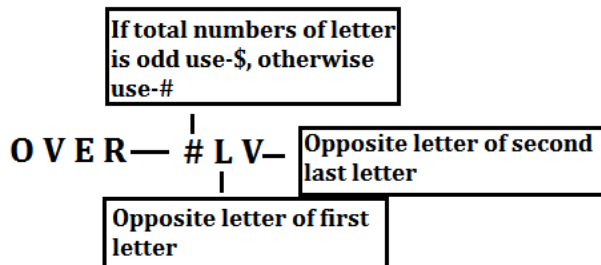 If total numbers of letter
is odd use-$, otherwise
use-#
O V E R— # L V—
Opposite letter of second
last letter
Opposite letter of first
letter